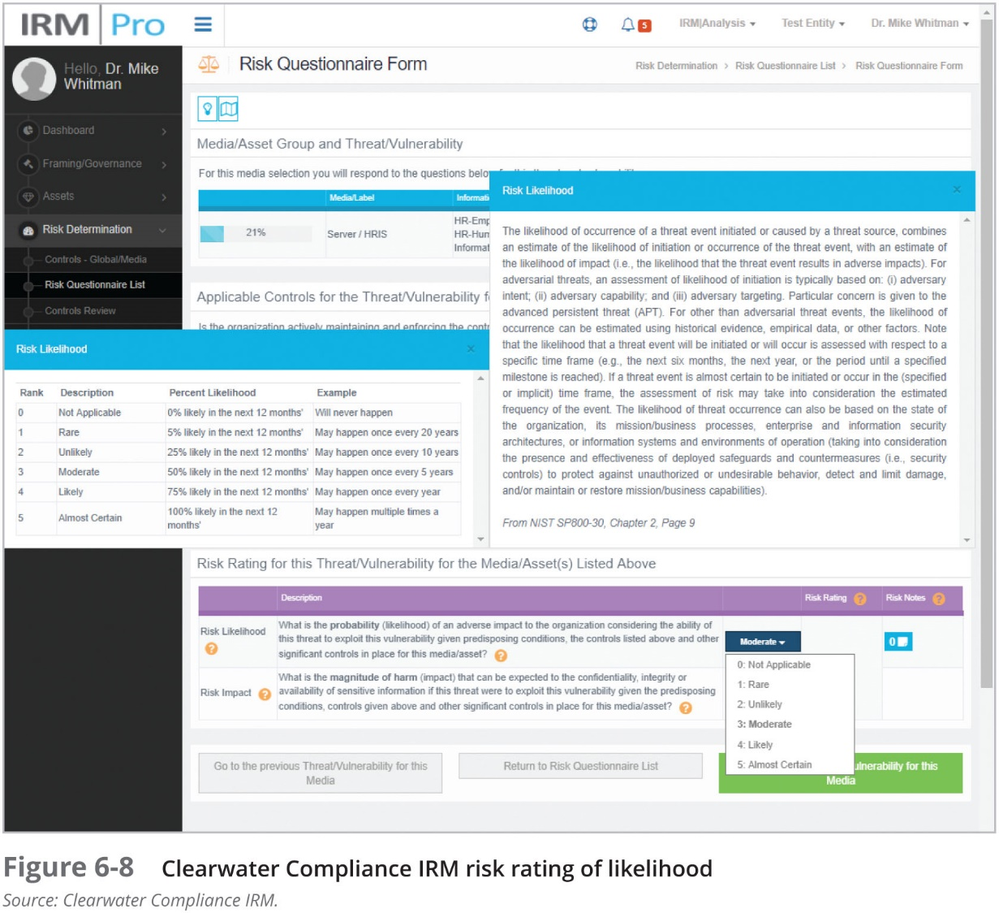 IRM Pro
5
IRM|Analysis
Test Entity
Dr. Mike Whitman
Hello, Dr. Mike
Whitman
Risk Questionnaire Form
Risk Determination > Risk Questionnaire List > Risk Questionnaire Form
Dashboard
Framing/Governance
Assets
Risk Determination
Controls - Global/Media
Risk Questionnaire List
Controls Review
Media/Asset Group and Threat/Vulnerability
For this media selection you will respond to the questions below
Media/Label
Informati
21%
Server / HRIS
HR-Emp
HR-Hum
Informat
Applicable Controls for the Threat/Vulnerability f
Is the organization actively maintaining and enforcing the contr
Risk Likelihood ×
Rank Description Percent Likelihood Example
0 Not Applicable 0% likely in the next 12 months' Will never happen
1 Rare 5% likely in the next 12 months' May happen once every 20 years
2 Unlikely 25% likely in the next 12 months' May happen once every 10 years
3 Moderate 50% likely in the next 12 months' May happen once every 5 years
4 Likely 75% likely in the next 12 months' May happen once every year
5 Almost Certain 100% likely in the next 12 May happen multiple times a
months' year
Risk Likelihood ×
The likelihood of occurrence of a threat event initiated or caused by a threat source, combines
an estimate of the likelihood of initiation or occurrence of the threat event, with an estimate of
the likelihood of impact (i.e., the likelihood that the threat event results in adverse impacts). For
adversarial threats, an assessment of likelihood of initiation is typically based on: (i) adversary
intent; (ii) adversary capability; and (iii) adversary targeting. Particular concern is given to the
advanced persistent threat (APT). For other than adversarial threat events, the likelihood of
occurrence can be estimated using historical evidence, empirical data, or other factors. Note
that the likelihood that a threat event will be initiated or will occur is assessed with respect to a
specific time frame (e.g., the next six months, the next year, or the period until a specified
milestone is reached). If a threat event is almost certain to be initiated or occur in the (specified
or implicit) time frame, the assessment of risk may take into consideration the estimated
frequency of the event. The likelihood of threat occurrence can also be based on the state of
the organization, its mission/business processes, enterprise and information security
architectures, or information systems and environments of operation (taking into consideration
the presence and effectiveness of deployed safeguards and countermeasures (i.e., security
controls) to protect against unauthorized or undesirable behavior, detect and limit damage,
and/or maintain or restore mission/business capabilities).
From NIST SP800-30, Chapter 2, Page 9
Risk Rating for this Threat/Vulnerability for the Media/Asset(s) Listed Above
Description
Risk Rating ?
Risk Notes ?
Risk Likelihood
?
What is the probability (likelihood) of an adverse impact to the organization considering the ability of
this threat to exploit this vulnerability given predisposing conditions, the controls listed above and other
significant controls in place for this media/asset? ?
Moderate
0
0: Not Applicable
1: Rare
2: Unlikely
3: Moderate
4: Likely
5: Almost Certain
Risk Impact ?
What is the magnitude of harm (impact) that can be expected to the confidentiality, integrity or
availability of sensitive information if this threat were to exploit this vulnerability given the predisposing
conditions, controls given above and other significant controls in place for this media/asset? ?
Go to the previous Threat/Vulnerability for this
Media
Return to Risk Questionnaire List
ulnerability for this
Media
Figure 6-8 Clearwater Compliance IRM risk rating of likelihood
Source: Clearwater Compliance IRM.